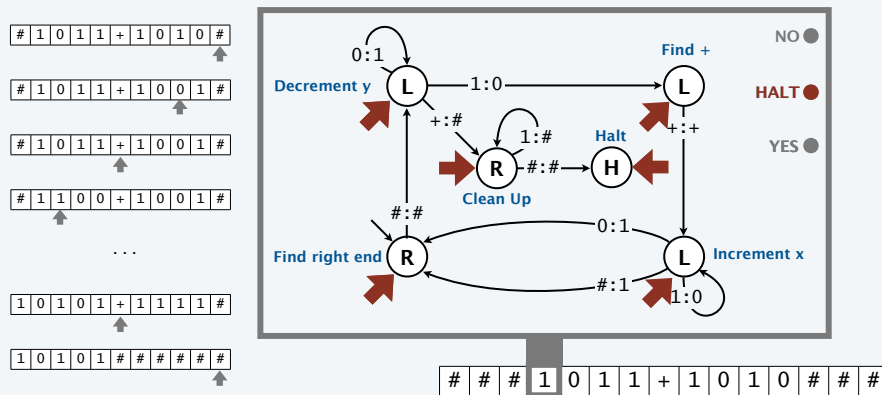 # 1 0 1 1 + 1 0 1 0 #
# 1 0 1 1 + 1 0 0 1 #
# 1 0 1 1 + 1 0 0 1 #
# 1 1 0 0 + 1 0 0 1 #
...
1 0 1 0 1 + 1 1 1 1 #
1 0 1 0 1 # # # # # #
NO
HALT
YES
Find +
L
Decrement y
L
0:1
1:0
+:#
+:+
1:#
Halt
R
#:#
H
Clean Up
#:#
0:1
Find right end
R
L
Increment x
#:1
1:0
# # # 1 0 1 1 + 1 0 1 0 # # #